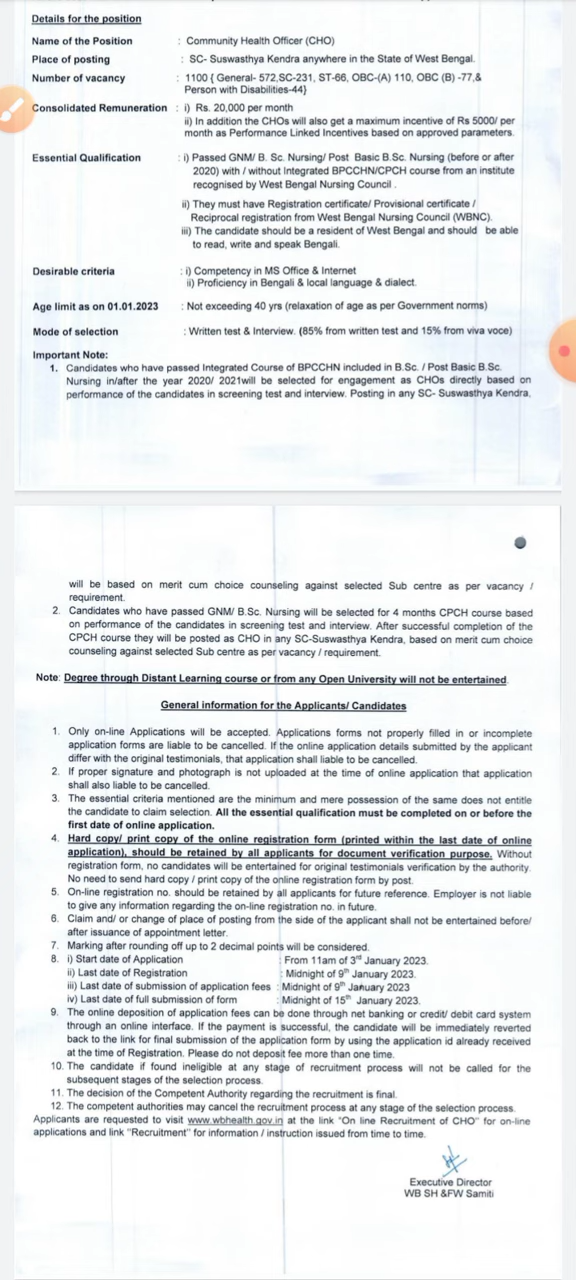 Details for the position
Name of the Position : Community Health Officer (CHO)
Place of posting : SC- Suswasthya Kendra anywhere in the State of West Bengal.
Number of vacancy : 1100 { General- 572,SC-231, ST-66, OBC-(A) 110, OBC (B) -77,&
Person with Disabilities-44}
Consolidated Remuneration : i) Rs. 20,000 per month
ii) In addition the CHOs will also get a maximum incentive of Rs 5000/ per
month as Performance Linked Incentives based on approved parameters.
Essential Qualification : i) Passed GNM/ B. Sc. Nursing/ Post Basic B.Sc. Nursing (before or after
2020) with / without Integrated BPCCHN/CPCH course from an institute
recognised by West Bengal Nursing Council .
ii) They must have Registration certificate/ Provisional certificate /
Reciprocal registration from West Bengal Nursing Council (WBNC).
iii) The candidate should be a resident of West Bengal and should be able
to read, write and speak Bengali.
Desirable criteria : i) Competency in MS Office & Internet
ii) Proficiency in Bengali & local language & dialect.
Age limit as on 01.01.2023 : Not exceeding 40 yrs (relaxation of age as per Government norms)
Mode of selection : Written test & Interview. (85% from written test and 15% from viva voce)
Important Note:
1. Candidates who have passed Integrated Course of BPCCHN included in B.Sc. / Post Basic B.Sc.
Nursing in/after the year 2020/ 2021will be selected for engagement as CHOs directly based on
performance of the candidates in screening test and interview. Posting in any SC- Suswasthya Kendra,
will be based on merit cum choice counseling against selected Sub centre as per vacancy /
requirement.
2. Candidates who have passed GNM/ B.Sc. Nursing will be selected for 4 months CPCH course based
on performance of the candidates in screening test and interview. After successful completion of the
CPCH course they will be posted as CHO in any SC-Suswasthya Kendra, based on merit cum choice
counseling against selected Sub centre as per vacancy / requirement.
Note: Degree through Distant Learning course or from any Open University will not be entertained.
General information for the Applicants/ Candidates
1. Only on-line Applications will be accepted. Applications forms not properly filled in or incomplete
application forms are liable to be cancelled. If the online application details submitted by the applicant
differ with the original testimonials, that application shall liable to be cancelled.
2. If proper signature and photograph is not uploaded at the time of online application that application
shall also liable to be cancelled.
3. The essential criteria mentioned are the minimum and mere possession of the same does not entitle
the candidate to claim selection. All the essential qualification must be completed on or before the
first date of online application.
4. Hard copy/ print copy of the online registration form (printed within the last date of online
application), should be retained by all applicants for document verification purpose. Without
registration form, no candidates will be entertained for original testimonials verification by the authority.
No need to send hard copy / print copy of the online registration form by post.
5. On-line registration no. should be retained by all applicants for future reference. Employer is not liable
to give any information regarding the on-line registration no. in future.
6. Claim and/ or change of place of posting from the side of the applicant shall not be entertained before/
after issuance of appointment letter.
7. Marking after rounding off up to 2 decimal points will be considered.
8. i) Start date of Application : From 11am of 3rd January 2023.
ii) Last date of Registration : Midnight of 9th January 2023.
iii) Last date of submission of application fees : Midnight of 9th January 2023
iv) Last date of full submission of form : Midnight of 15th January 2023.
9. The online deposition of application fees can be done through net banking or credit/ debit card system
through an online interface. If the payment is successful, the candidate will be immediately reverted
back to the link for final submission of the application form by using the application id already received
at the time of Registration. Please do not deposit fee more than one time.
10. The candidate if found ineligible at any stage of recruitment process will not be called for the
subsequent stages of the selection process.
11. The decision of the Competent Authority regarding the recruitment is final.
12. The competent authorities may cancel the recruitment process at any stage of the selection process.
Applicants are requested to visit www.wbhealth.gov.in at the link "On line Recruitment of CHO" for on-line
applications and link "Recruitment" for information / instruction issued from time to time.
Executive Director
WB SH &FW Samiti